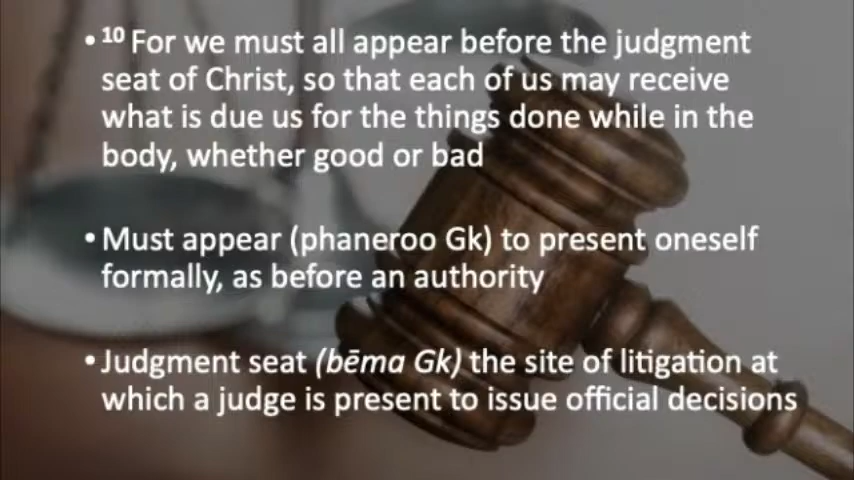 • ¹⁰ For we must all appear before the judgment
seat of Christ, so that each of us may receive
what is due us for the things done while in the
body, whether good or bad
• Must appear (phaneroo Gk) to present oneself
formally, as before an authority
• Judgment seat (bēma Gk) the site of litigation at
which a judge is present to issue official decisions